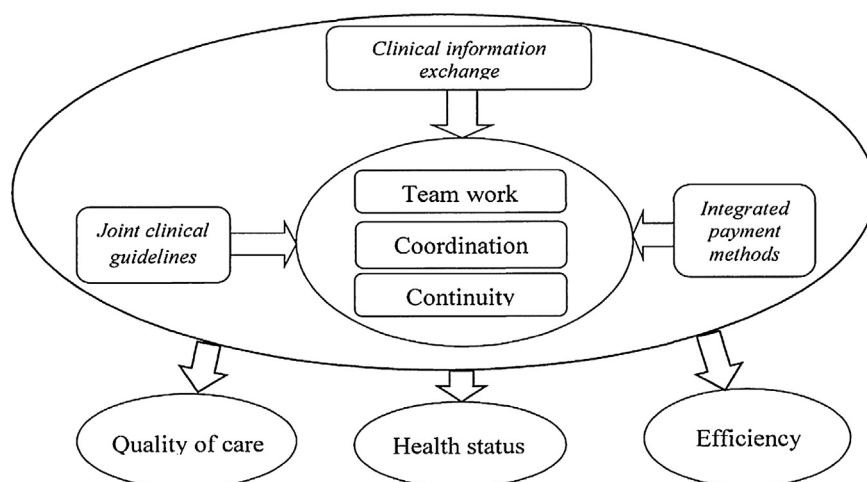 Clinical information
exchange
Team work
Joint clinical
guidelines
Coordination
Integrated
payment
methods
Continuity
Quality of care
Health status
Efficiency